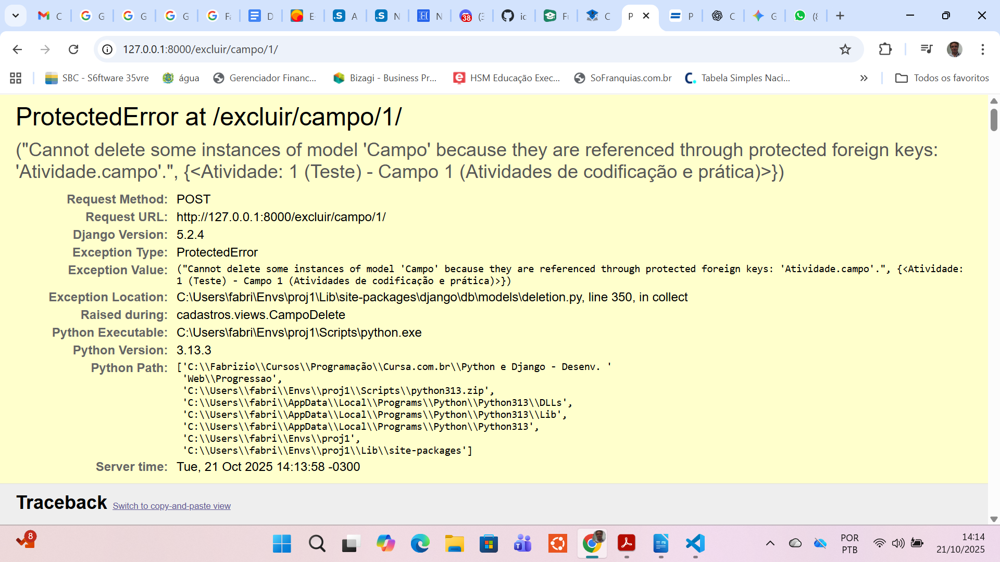 C
G
G
G
Fa
D
E-
A
N
N
38
(3
ic
Fu
C
P
P
C
G
(8
127.0.0.1:8000/excluir/campo/1/
SBC - S6ftware 35vre
água
Gerenciador Financ...
Bizagi - Business Pr...
HSM Educação Exec...
SoFranquias.com.br
Tabela Simples Naci...
Todos os favoritos
ProtectedError at /excluir/campo/1/
("Cannot delete some instances of model 'Campo' because they are referenced through protected foreign keys:
'Atividade.campo'.", {<Atividade: 1 (Teste) - Campo 1 (Atividades de codificação e prática)>})
Request Method: POST
Request URL: http://127.0.0.1:8000/excluir/campo/1/
Django Version: 5.2.4
Exception Type: ProtectedError
Exception Value: ("Cannot delete some instances of model 'Campo' because they are referenced through protected foreign keys: 'Atividade.campo'.", {<Atividade:
1 (Teste) - Campo 1 (Atividades de codificação e prática)>})
Exception Location: C:\Users\fabri\Envs\proj1\Lib\site-packages\django\db\models\deletion.py, line 350, in collect
Raised during: cadastros.views.CampoDelete
Python Executable: C:\Users\fabri\Envs\proj1\Scripts\python.exe
Python Version: 3.13.3
Python Path: ['C:\\Fabrizio\\Cursos\\Programação\\Cursa.com.br\\Python e Django - Desenv. '
'Web\\Progressao',
'C:\\Users\\fabri\\Envs\\proj1\\Scripts\\python313.zip',
'C:\\Users\\fabri\\AppData\\Local\\Programs\\Python\\Python313\\DLLs',
'C:\\Users\\fabri\\AppData\\Local\\Programs\\Python\\Python313\\Lib',
'C:\\Users\\fabri\\AppData\\Local\\Programs\\Python\\Python313',
'C:\\Users\\fabri\\Envs\\proj1',
'C:\\Users\\fabri\\Envs\\proj1\\Lib\\site-packages']
Server time: Tue, 21 Oct 2025 14:13:58 -0300
Traceback Switch to copy-and-paste view
8
POR
PTB
14:14
21/10/2025